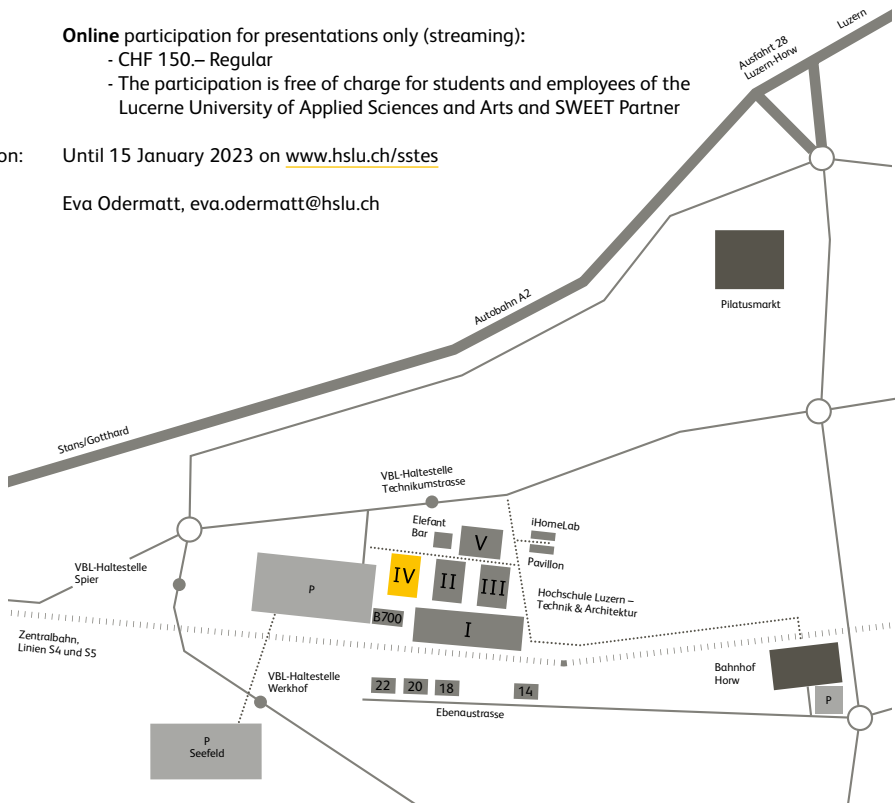 Online participation for presentations only (streaming):
- CHF 150.– Regular
- The participation is free of charge for students and employees of the
Lucerne University of Applied Sciences and Arts and SWEET Partner
on:
Until 15 January 2023 on www.hslu.ch/sstes
Eva Odermatt, eva.odermatt@hslu.ch
Luzern
Ausfahrt 28
Luzern-Horw
Pilatusmarkt
Autobahn A2
Stans/Gotthard
VBL-Haltestelle
Technikumstrasse
Elefant
Bar
V
iHomeLab
Pavillon
VBL-Haltestelle
Spier
P
IV
II
III
Hochschule Luzern –
Technik & Architektur
B700
I
Zentralbahn,
Linien S4 und S5
Bahnhof
Horw
P
VBL-Haltestelle
Werkhof
22
20
18
14
Ebenaustrasse
P
Seefeld